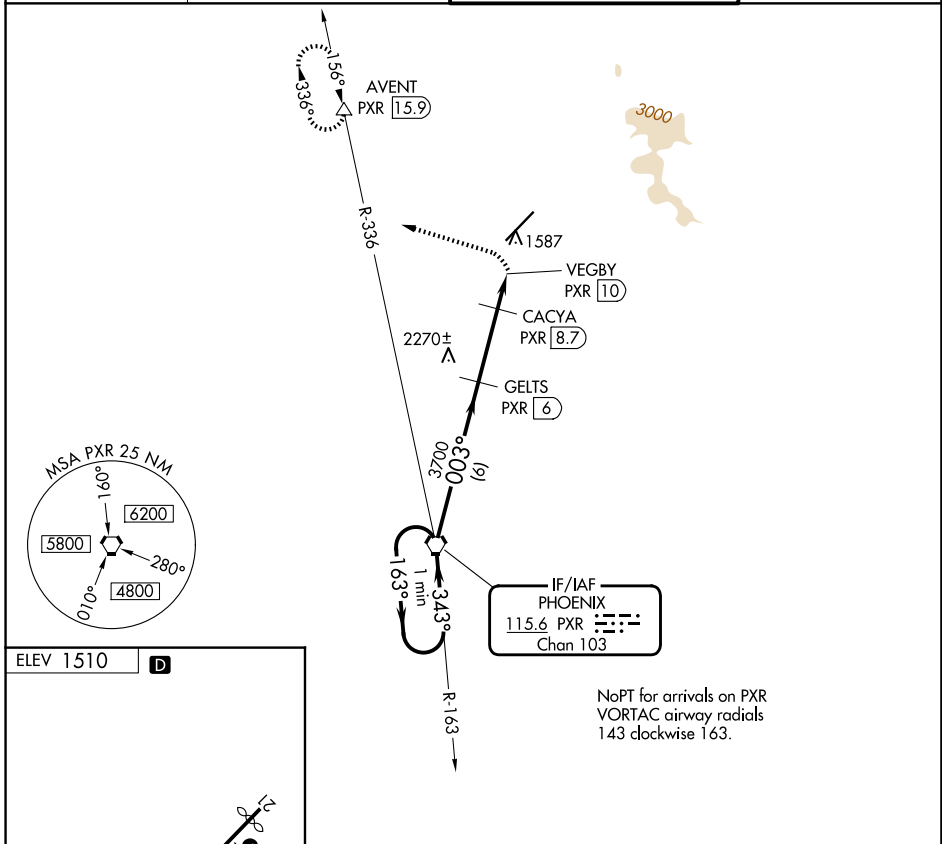 156°
336°
AVENT
PXR 15.9
3000
R-336
1587
VEGBY
PXR 10
CACYA
PXR 8.7
2270±
GELTS
PXR 6
3700
003°
(6)
MSA PXR 25 NM
160°
6200
5800
280°
4800
010°
163°
1 min
343°
IF/IAF
PHOENIX
115.6 PXR
Chan 103
R-163
NoPT for arrivals on PXR
VORTAC airway radials
143 clockwise 163.
ELEV 1510 D
21